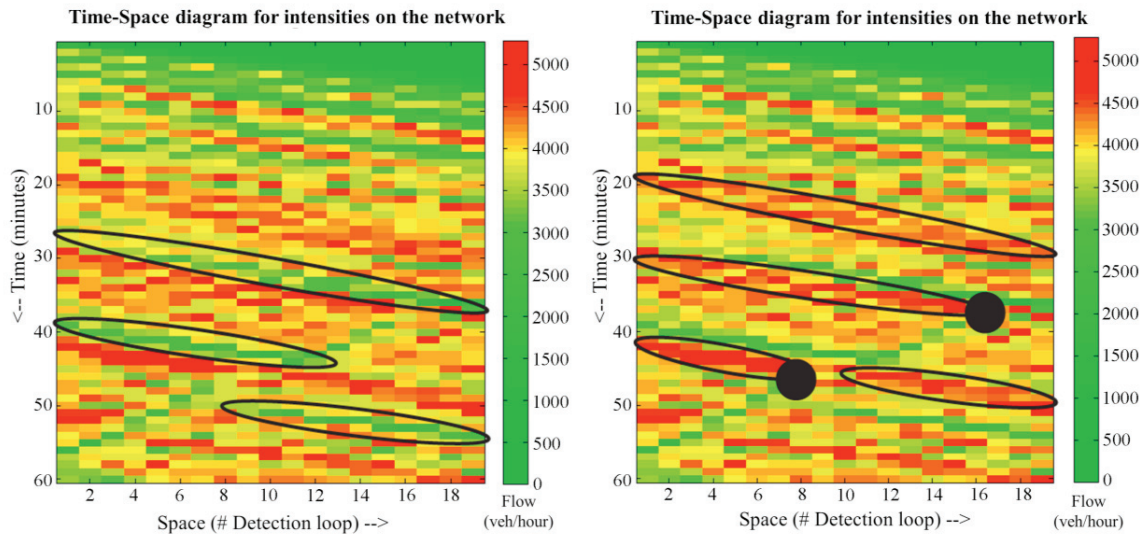 Time-Space diagram for intensities on the network
5000
4500
4000
3500
3000
2500
2000
1500
1000
500
0
Flow
(veh/hour)
<-- Time (minutes)
10
20
30
40
50
60
2 4 6 8 10 12 14 16 18
Space (# Detection loop) -->
Time-Space diagram for intensities on the network
5000
4500
4000
3500
3000
2500
2000
1500
1000
500
0
Flow
(veh/hour)
<-- Time (minutes)
10
20
30
40
50
60
2 4 6 8 10 12 14 16 18
Space (# Detection loop) -->